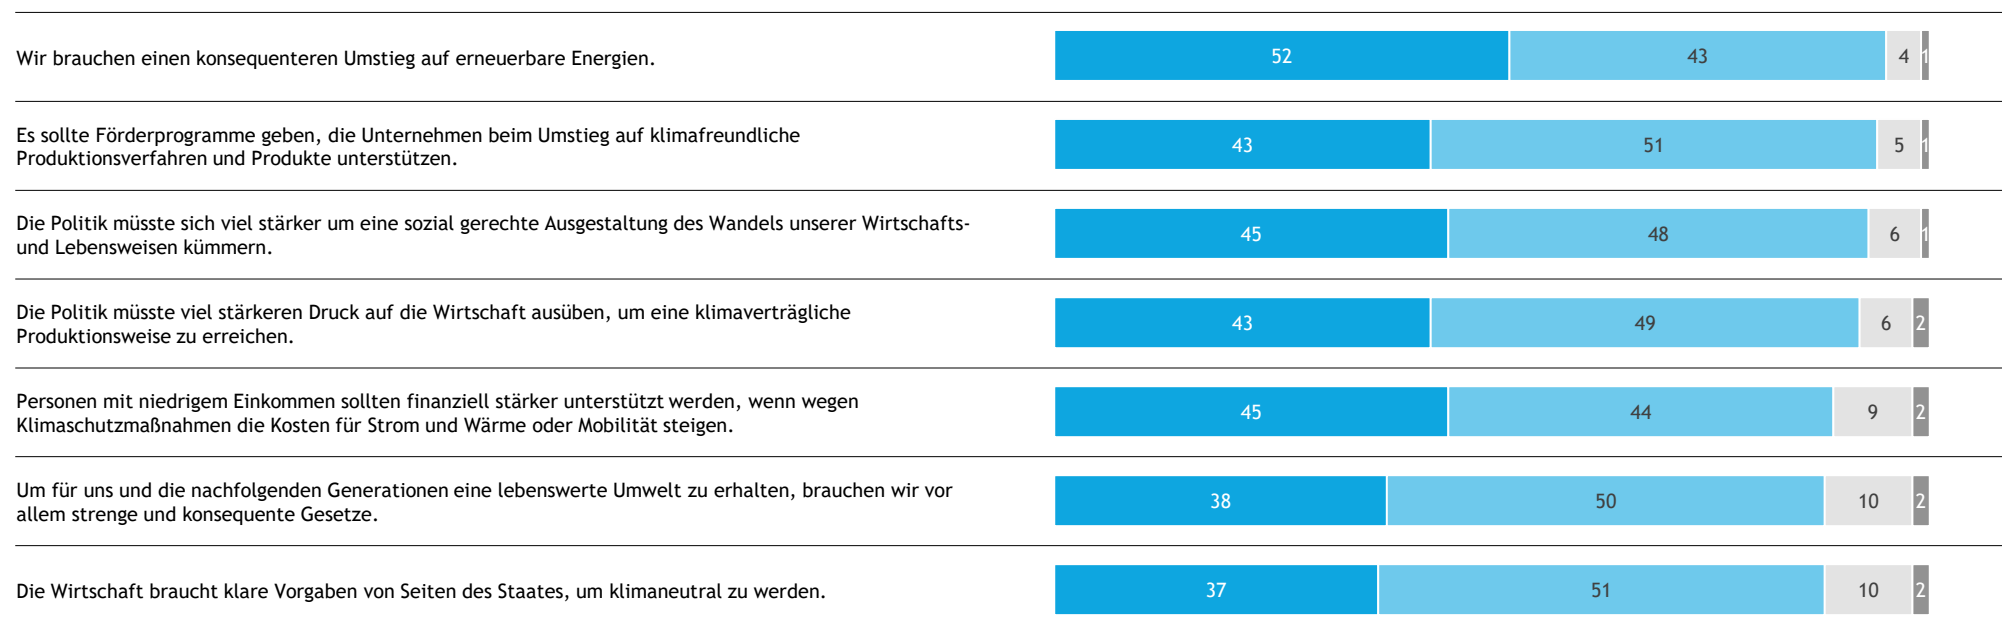 Wir brauchen einen konsequenteren Umstieg auf erneuerbare Energien.
52 43 4 1
Es sollte Förderprogramme geben, die Unternehmen beim Umstieg auf klimafreundliche
Produktionsverfahren und Produkte unterstützen.
43 51 5 1
Die Politik müsste sich viel stärker um eine sozial gerechte Ausgestaltung des Wandels unserer Wirtschafts-
und Lebensweisen kümmern.
45 48 6 1
Die Politik müsste viel stärkeren Druck auf die Wirtschaft ausüben, um eine klimaverträgliche
Produktionsweise zu erreichen.
43 49 6 2
Personen mit niedrigem Einkommen sollten finanziell stärker unterstützt werden, wenn wegen
Klimaschutzmaßnahmen die Kosten für Strom und Wärme oder Mobilität steigen.
45 44 9 2
Um für uns und die nachfolgenden Generationen eine lebenswerte Umwelt zu erhalten, brauchen wir vor
allem strenge und konsequente Gesetze.
38 50 10 2
Die Wirtschaft braucht klare Vorgaben von Seiten des Staates, um klimaneutral zu werden.
37 51 10 2